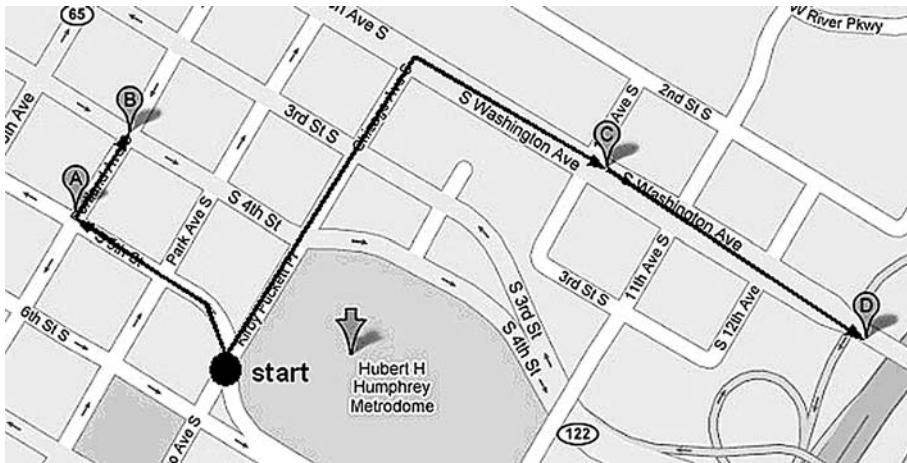 65
Ave S
W River Pkwy
B
2nd St S
3rd St S
S Washington Ave
Ave S
C
Chicago Ave S
A
S 4th St
S Washington Ave
Park Ave S
S 5th St
Kirby Puckett Pl
11th Ave S
3rd St S
S 12th Ave
D
6th St S
S 3rd St
S 4th St
start
Hubert H
Humphrey
Metrodome
122
Ave S